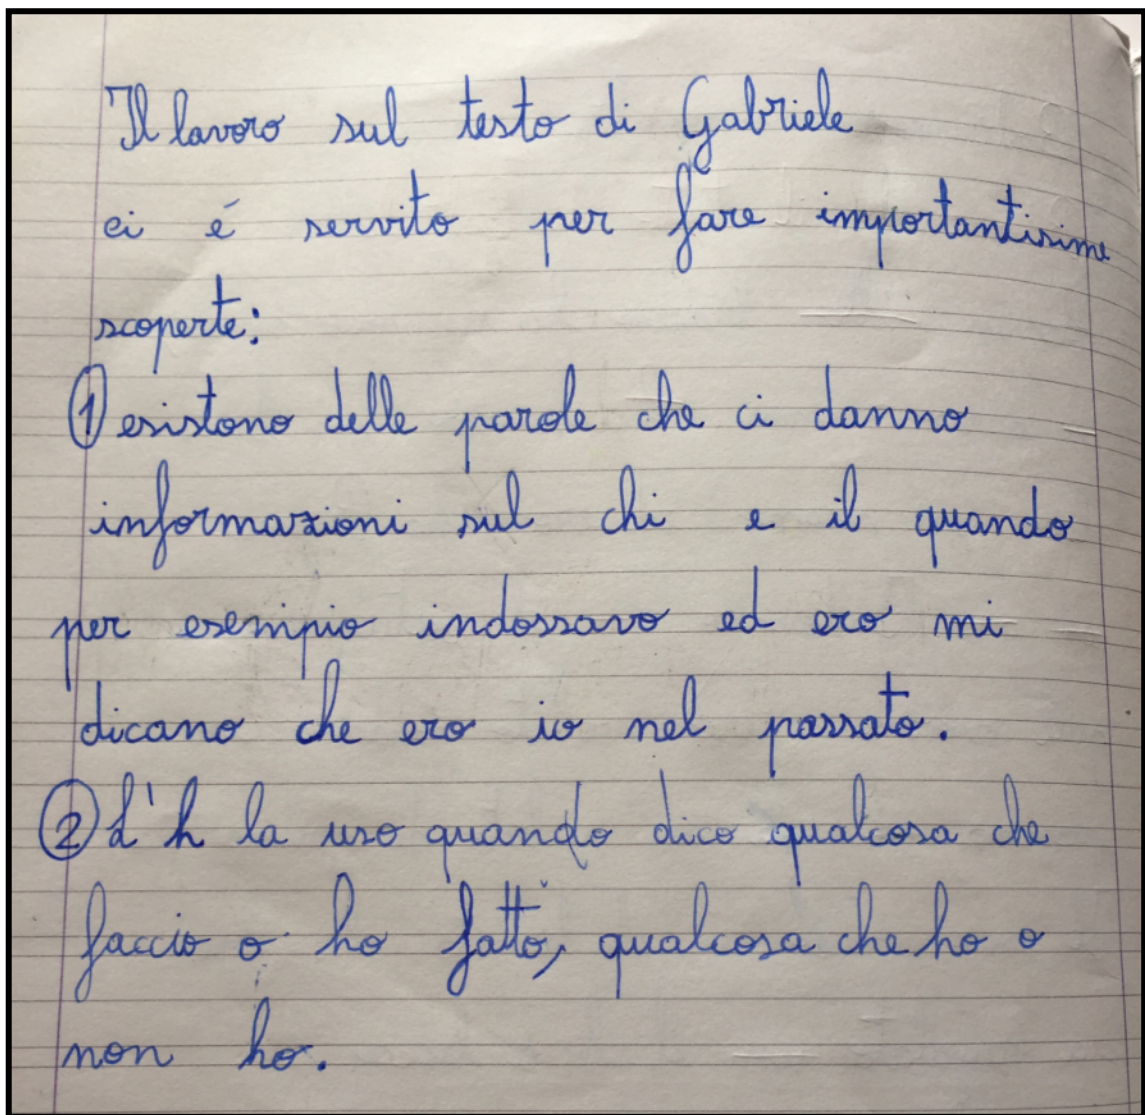 Il lavoro sul testo di Gabriele
ci é servito per fare importantisime
scoperte:
1 esistono delle parole che ci danno
informazioni sul chi e il quando
per esempio indossavo ed ero mi
dicano che ero io nel passato.
2 L'h la uso quando dico qualcosa che
faccio o ho fatto, qualcosa che ho o
non ho.